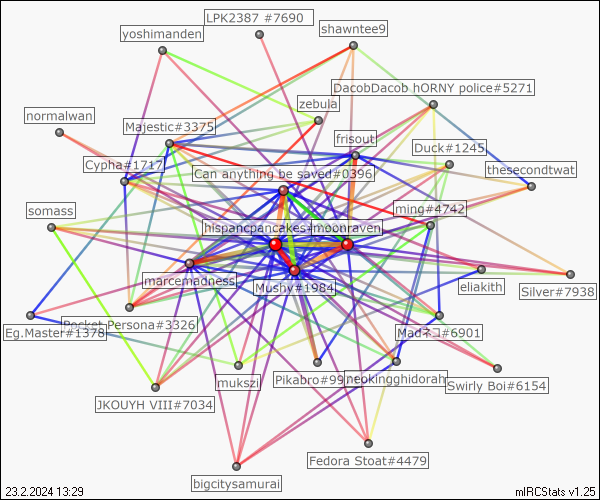 LPK2387 #7690
shawntee9
yoshimanden
DacobDacob hORNY police#5271
zebula
normalwan
Majestic#3375
frisout
Duck#1245
Cypha#1717
Can anything be saved#0396
thesecondtwat
somass
ming#4742
hispancpancakes-
moonraven
marcemadness
Mushy#1984
eliakith
Silver#7938
Pocket Persona#3326
Eg.Master#1378
Madネコ#6901
mukszi
Pikabro#99
neokingghidorah
Swirly Boi#6154
JKOUYH VIII#7034
Fedora Stoat#4479
bigcitysamurai
23.2.2024 13:29
mIRCStats v1.25